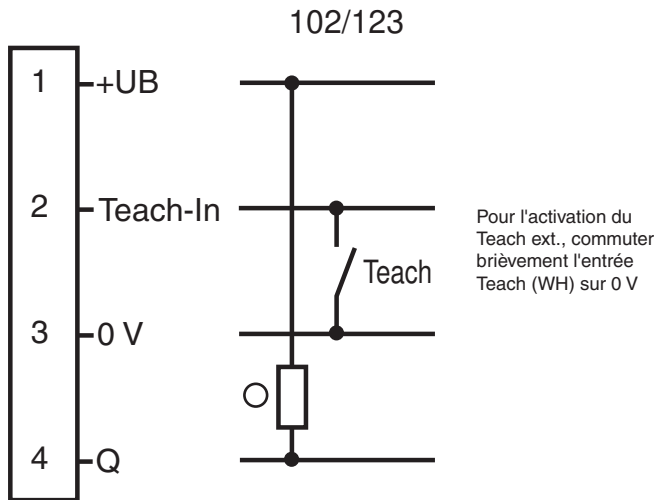 102/123
1 +UB
2 Teach-In
Teach
3 0 V
4 Q
Pour l'activation du
Teach ext., commuter
brièvement l'entrée
Teach (WH) sur 0 V